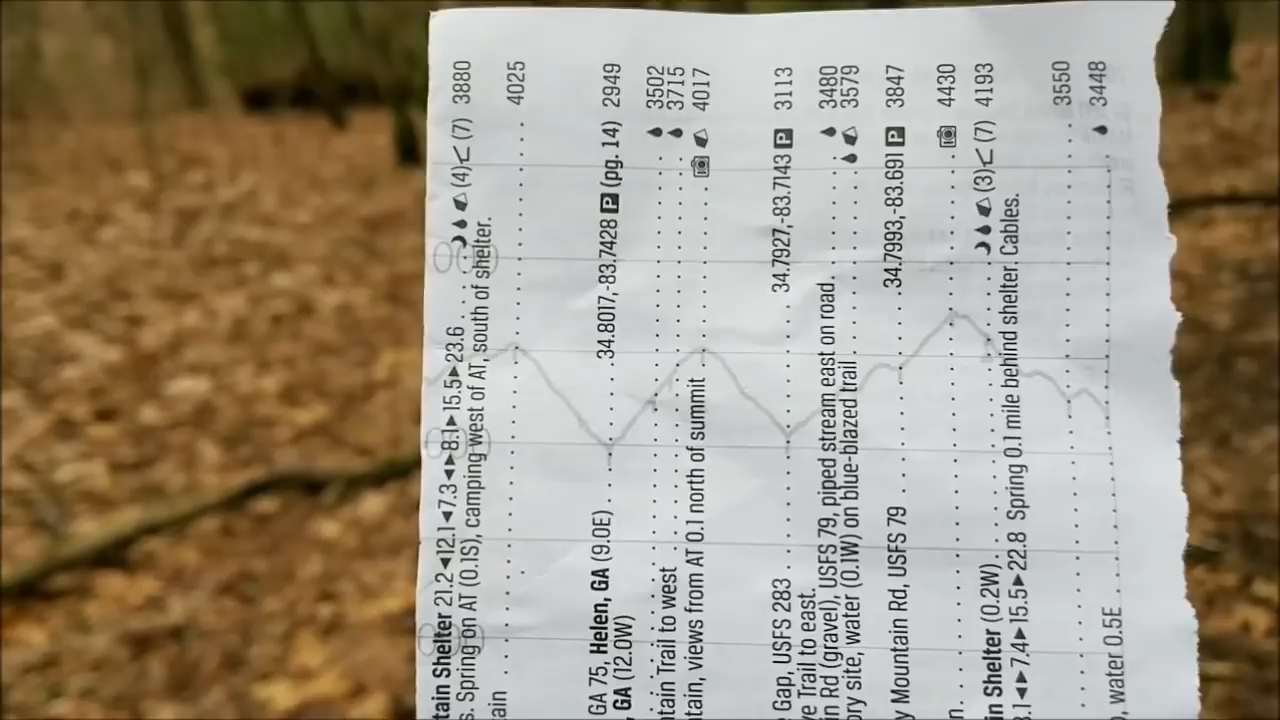 tain Shelter 21.2◄12.1◄7.3◄►8.1►15.5►23.6 (4) (7) 3880
s. Spring on AT (0.1S), camping west of AT, south of shelter.
tain 4025
GA 75, Helen, GA (9.0E) 34.8017,-83.7428 P (pg. 14) 2949
, GA (12.0W)
3502
tain Trail to west 3715
tain, views from AT 0.1 north of summit 4017
Gap, USFS 283 34.7927,-83.7143 P 3113
ve Trail to east.
in Rd (gravel), USFS 79, piped stream east on road. 3480
ory site, water (0.1W) on blue-blazed trail 3579
y Mountain Rd, USFS 79 34.7993,-83.691 P 3847
n. 4430
in Shelter (0.2W) (3) (7) 4193
8.1◄►7.4►15.5►22.8 Spring 0.1 mile behind shelter. Cables.
3550
, water 0.5E 3448